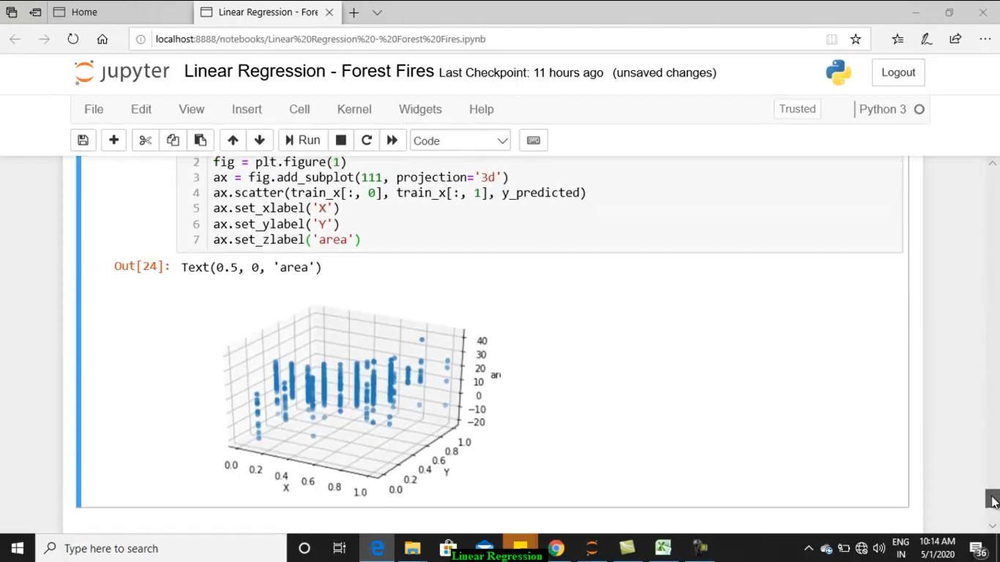 Home
Linear Regression - Fore
localhost:8888/notebooks/Linear%20Regression%20-%20Forest%20Fires.ipynb
jupyter Linear Regression - Forest Fires Last Checkpoint: 11 hours ago (unsaved changes)
Logout
File Edit View Insert Cell Kernel Widgets Help
Trusted
Python 3
Run
Code
2 fig = plt.figure(1)
3 ax = fig.add_subplot(111, projection='3d')
4 ax.scatter(train_x[:, 0], train_x[:, 1], y_predicted)
5 ax.set_xlabel('X')
6 ax.set_ylabel('Y')
7 ax.set_zlabel('area')
Out[24]: Text(0.5, 0, 'area')
40
30
20
10
0
−10
−20
ar
0.0 0.2 0.4 0.6 0.8 1.0
X
0.0 0.2 0.4 0.6 0.8 1.0
Y
Type here to search
Linear Regression
ENG
IN
10:14 AM
5/1/2020
36